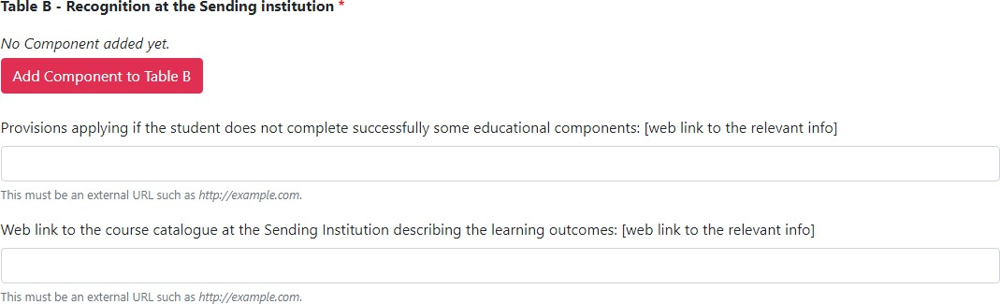 Table B - Recognition at the Sending institution *
No Component added yet.
Add Component to Table B
Provisions applying if the student does not complete successfully some educational components: [web link to the relevant info]
This must be an external URL such as http://example.com.
Web link to the course catalogue at the Sending Institution describing the learning outcomes: [web link to the relevant info]
This must be an external URL such as http://example.com.